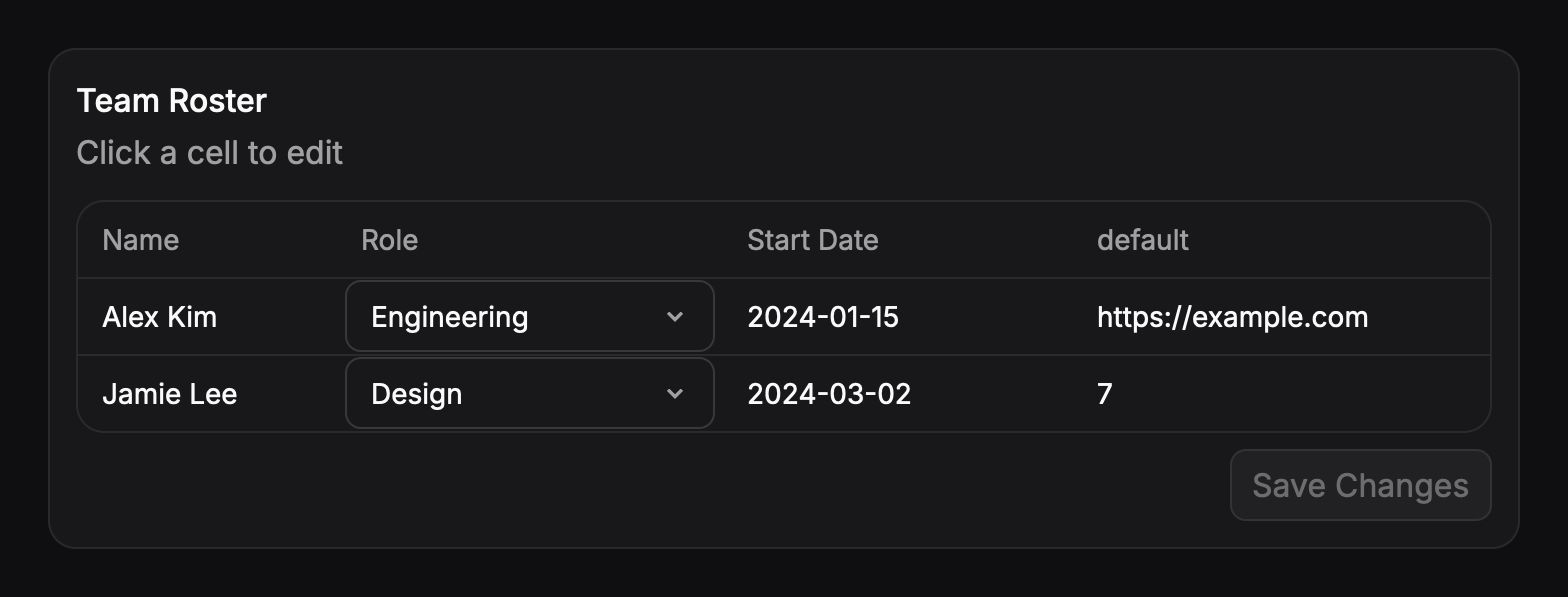 Team Roster
Click a cell to edit
Name Role Start Date default
Alex Kim Engineering 2024-01-15 https://example.com
Jamie Lee Design 2024-03-02 7
Save Changes